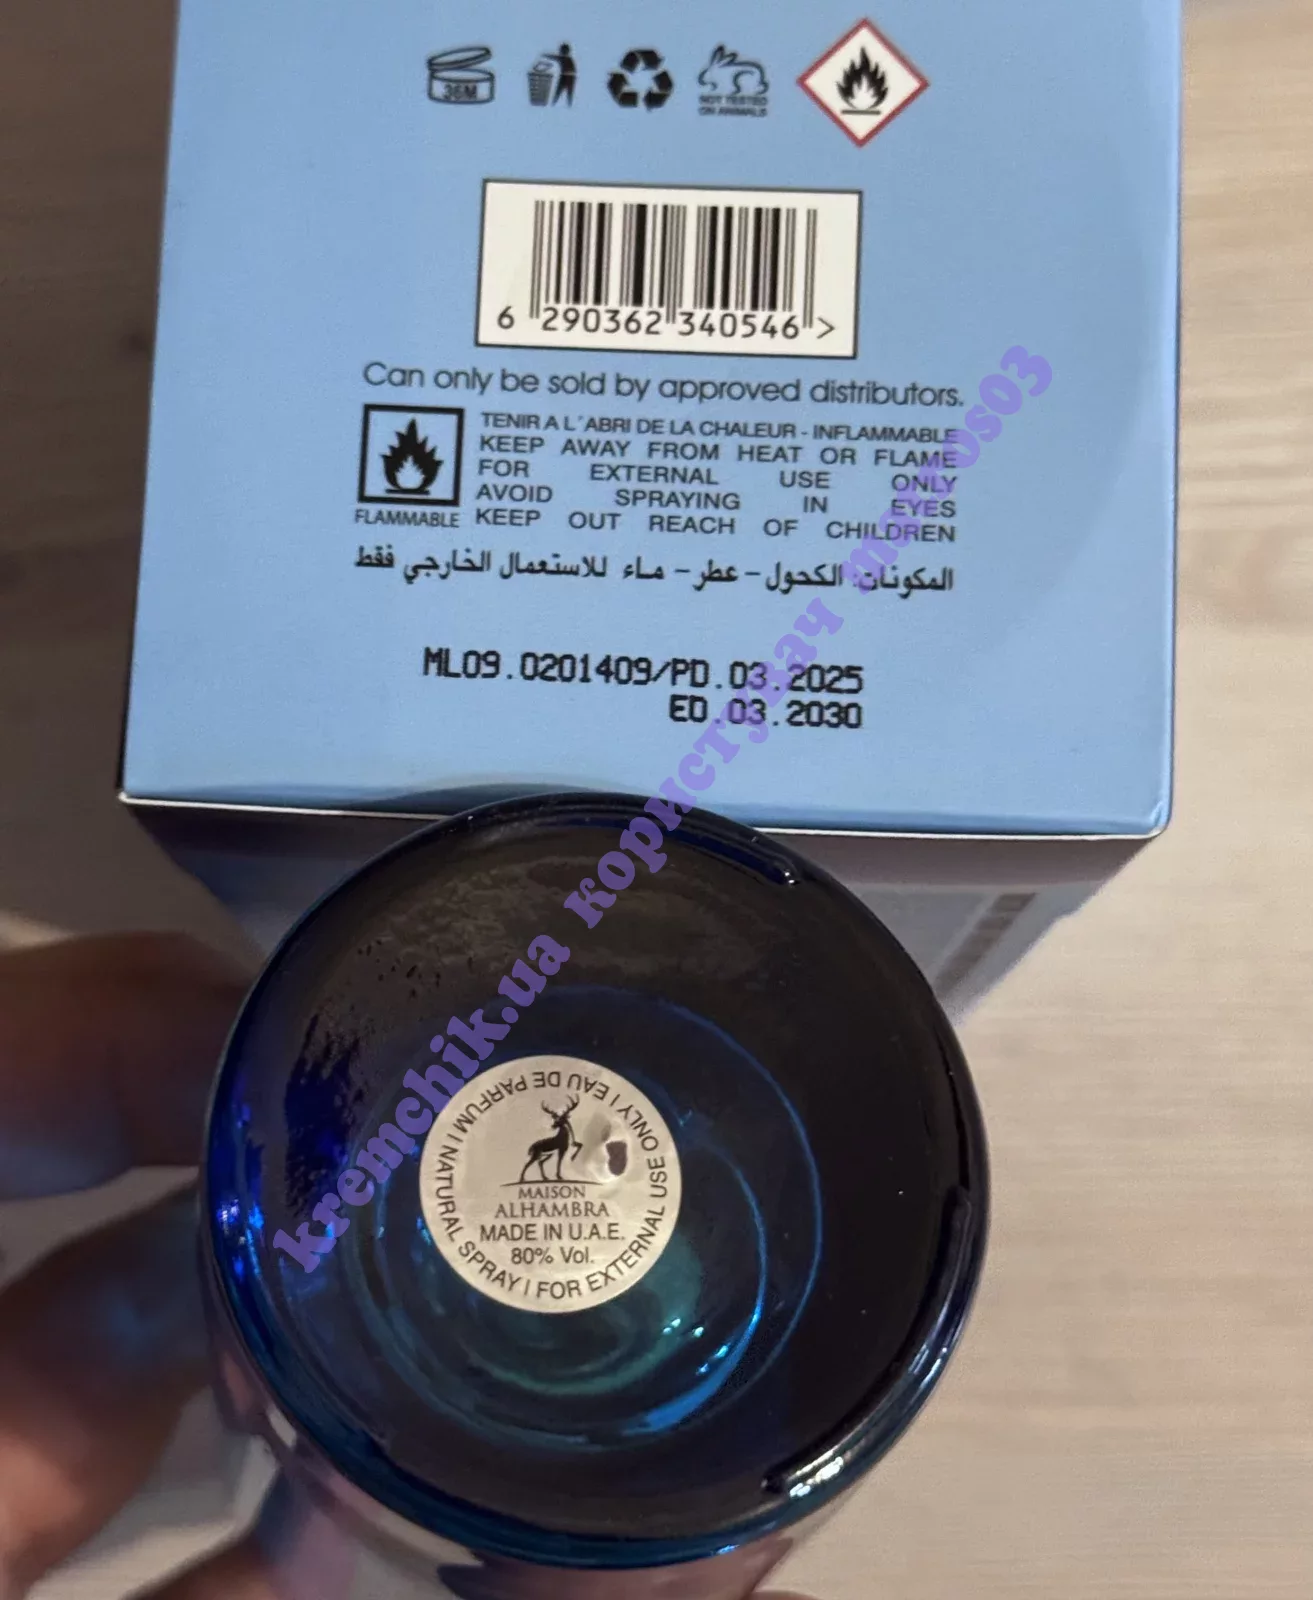 36M
NOT TESTED
ON ANIMALS
6 290362 340546 >
Can only be sold by approved distributors.
TENIR A L'ABRI DE LA CHALEUR - INFLAMMABLE
KEEP AWAY FROM HEAT OR FLAME
FOR EXTERNAL USE ONLY
AVOID SPRAYING IN EYES
KEEP OUT REACH OF CHILDREN
FLAMMABLE
المكونات: الكحول - عطر - ماء للاستعمال الخارجي فقط
ML09.0201409/PD.03.2025
ED.03.2030
kremchik.ua користувач
EAU DE PARFUM | NATURAL SPRAY | FOR EXTERNAL USE ONLY |
MAISON
ALHAMBRA
MADE IN U.A.E.
80% Vol.